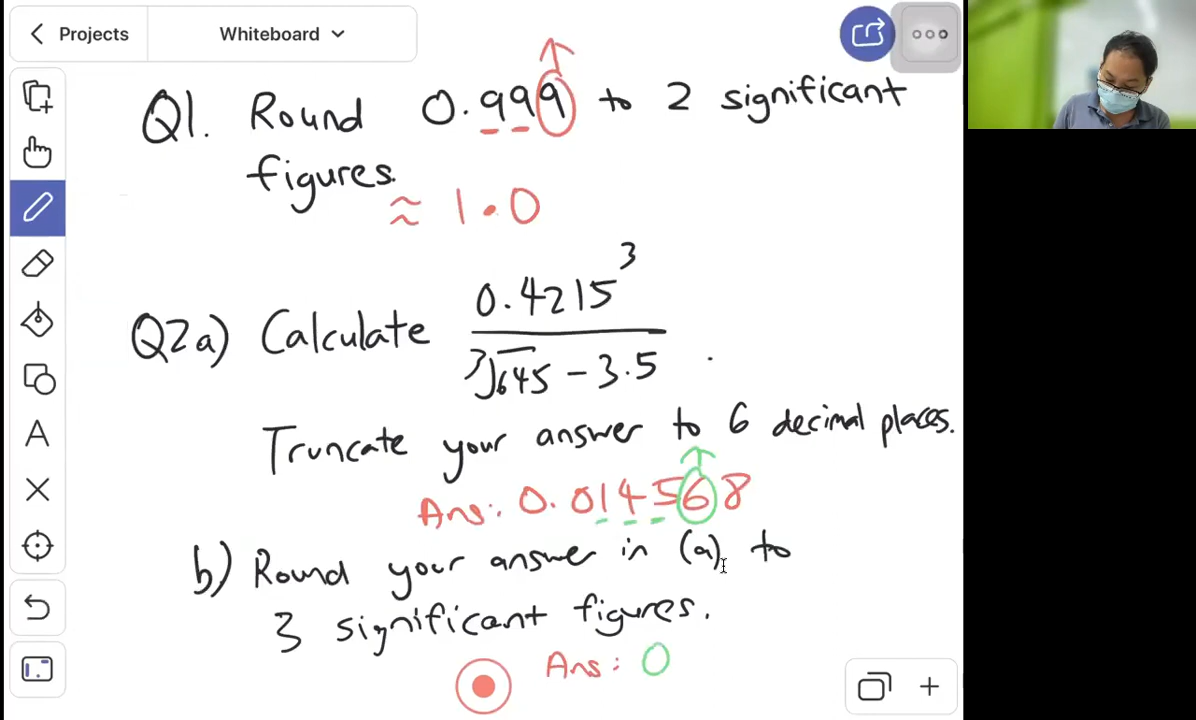 Projects
Whiteboard
Q1. Round 0.999 to 2 significant
figures.
≈ 1.0
Q2a) Calculate 0.4215³ / ∛645 − 3.5
Truncate your answer to 6 decimal places.
Ans: 0.014568
b) Round your answer in (a) to
3 significant figures.
Ans: 0